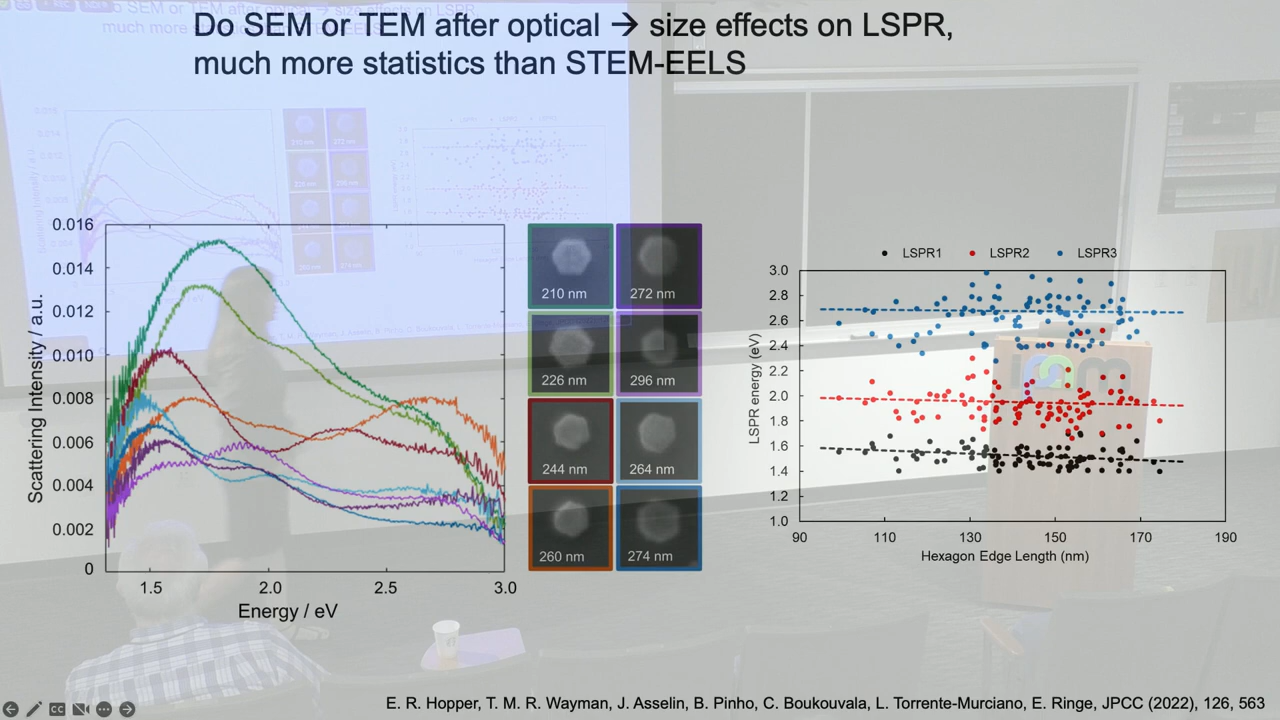 Do SEM or TEM after optical → size effects on LSPR,
much more statistics than STEM-EELS
0.016
0.014
0.012
0.010
0.008
0.006
0.004
0.002
0
Scattering Intensity / a.u.
1.5
2.0
2.5
3.0
Energy / eV
210 nm
272 nm
226 nm
296 nm
244 nm
264 nm
260 nm
274 nm
LSPR1
LSPR2
LSPR3
3.0
2.8
2.6
2.4
2.2
2.0
1.8
1.6
1.4
1.2
1.0
LSPR energy (eV)
90
110
130
150
170
190
Hexagon Edge Length (nm)
E. R. Hopper, T. M. R. Wayman, J. Asselin, B. Pinho, C. Boukouvala, L. Torrente-Murciano, E. Ringe, JPCC (2022), 126, 563
CC